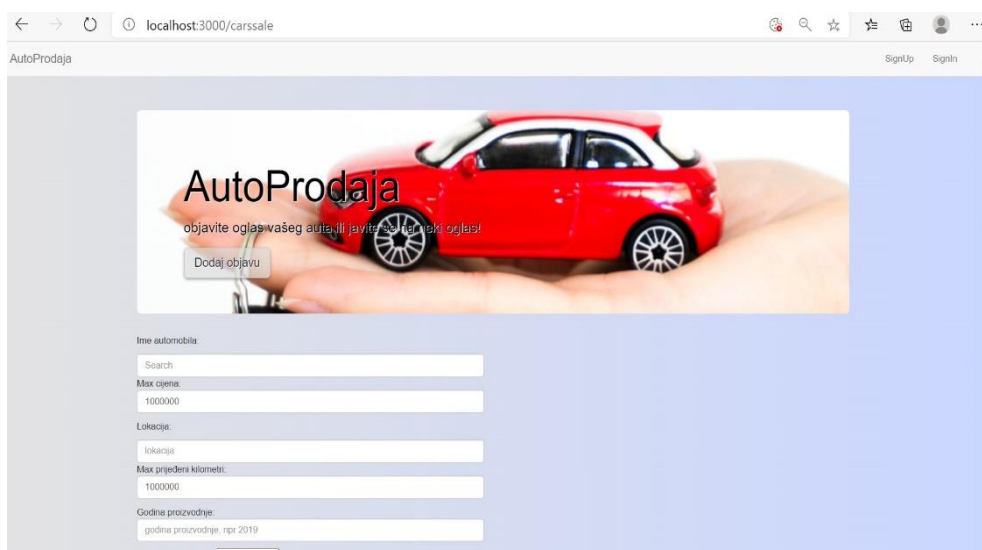 localhost:3000/carssale
AutoProdaja
SignUp
SignIn
AutoProdaja
objavite oglas vašeg auta ili javite se na neki oglas!
Dodaj objavu
Ime automobila:
Search
Max cijena:
1000000
Lokacija:
lokacija
Max prijeđeni kilometri:
1000000
Godina proizvodnje:
godina proizvodnje, npr 2019